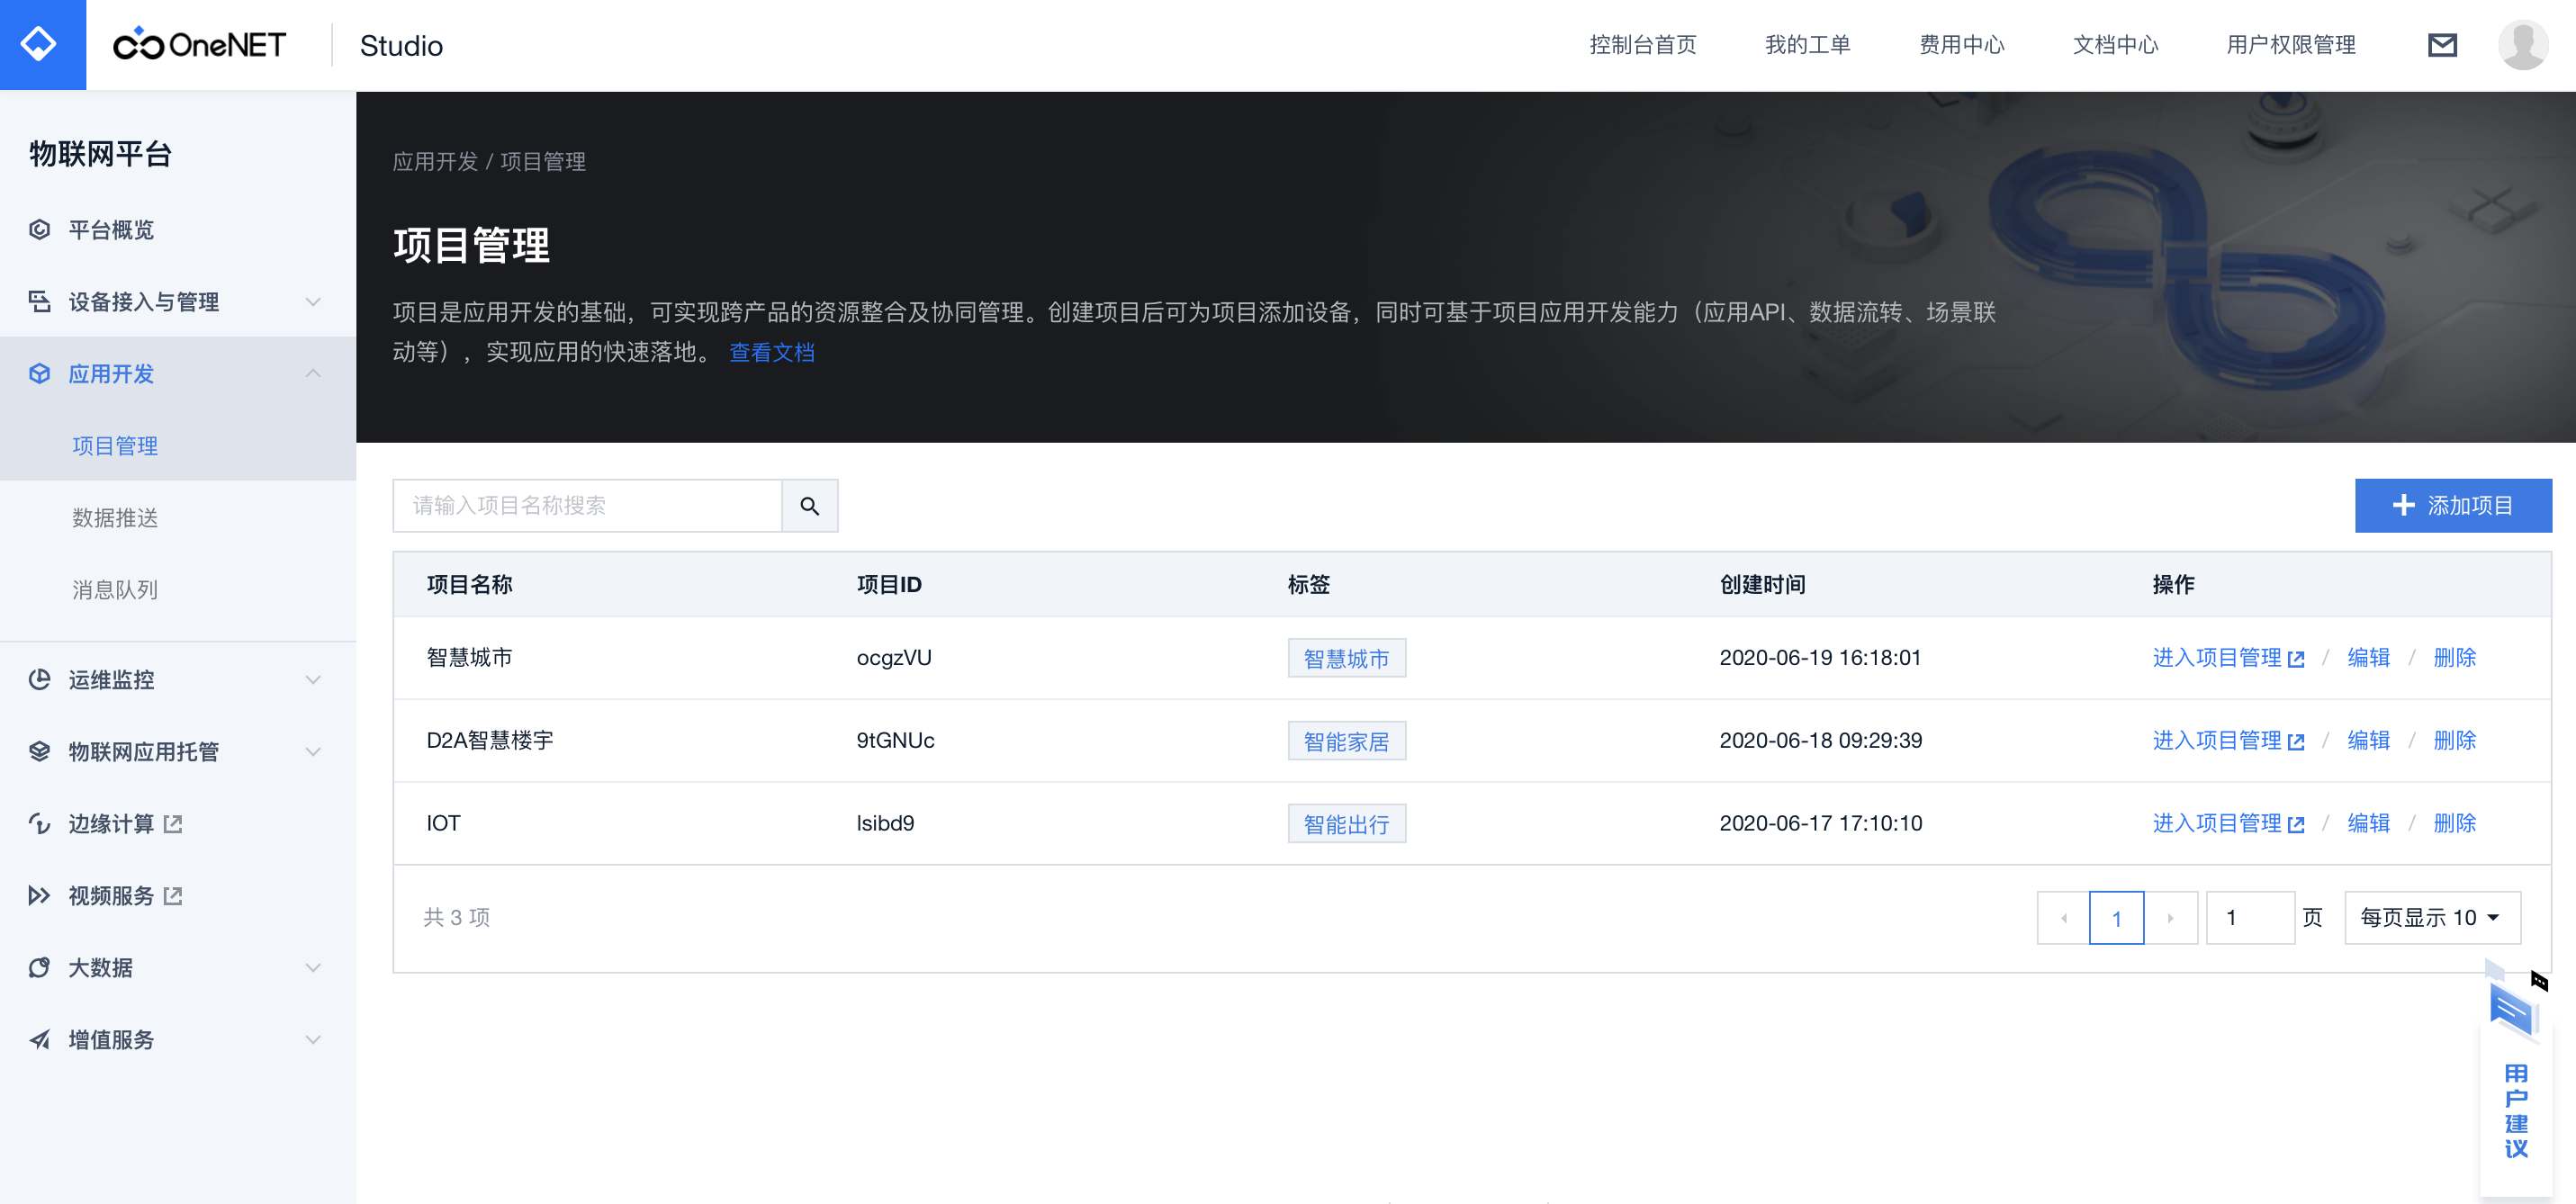 OneNET
Studio
控制台首页
我的工单
费用中心
文档中心
用户权限管理
物联网平台
平台概览
设备接入与管理
应用开发
项目管理
数据推送
消息队列
运维监控
物联网应用托管
边缘计算
视频服务
大数据
增值服务
应用开发 / 项目管理
项目管理
项目是应用开发的基础，可实现跨产品的资源整合及协同管理。创建项目后可为项目添加设备，同时可基于项目应用开发能力（应用API、数据流转、场景联
动等），实现应用的快速落地。 查看文档
请输入项目名称搜索
添加项目
项目名称 项目ID 标签 创建时间 操作
智慧城市 ocgzVU 智慧城市 2020-06-19 16:18:01 进入项目管理 / 编辑 / 删除
D2A智慧楼宇 9tGNUc 智能家居 2020-06-18 09:29:39 进入项目管理 / 编辑 / 删除
IOT lsibd9 智能出行 2020-06-17 17:10:10 进入项目管理 / 编辑 / 删除
共 3 项
1 1 页 每页显示 10
用户建议